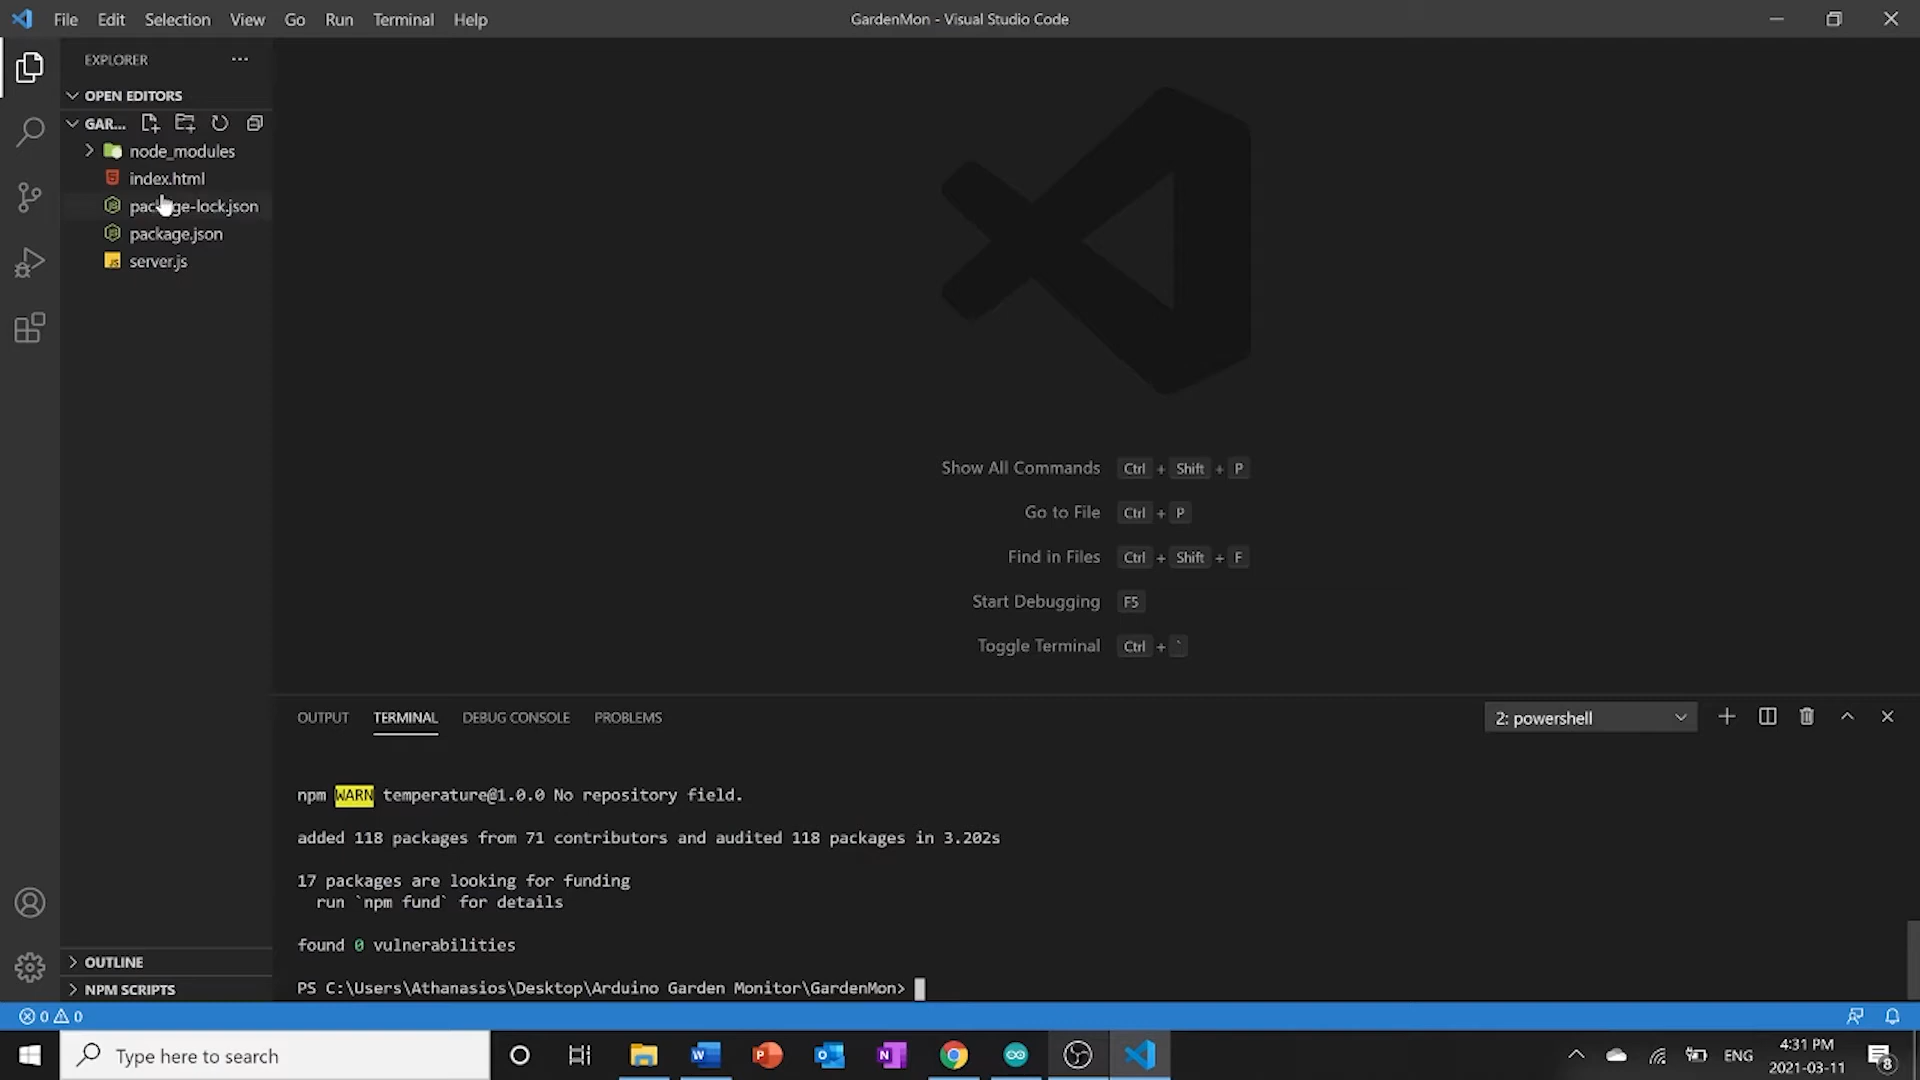 File Edit Selection View Go Run Terminal Help
GardenMon - Visual Studio Code
EXPLORER
OPEN EDITORS
GAR...
node_modules
index.html
package-lock.json
package.json
server.js
Show All Commands Ctrl + Shift + P
Go to File Ctrl + P
Find in Files Ctrl + Shift + F
Start Debugging F5
Toggle Terminal Ctrl + `
OUTPUT TERMINAL DEBUG CONSOLE PROBLEMS
2: powershell
npm WARN temperature@1.0.0 No repository field.
added 118 packages from 71 contributors and audited 118 packages in 3.202s
17 packages are looking for funding
run `npm fund` for details
found 0 vulnerabilities
PS C:\Users\Athanasios\Desktop\Arduino Garden Monitor\GardenMon>
OUTLINE
NPM SCRIPTS
0 0
Type here to search
ENG
4:31 PM
2021-03-11
8